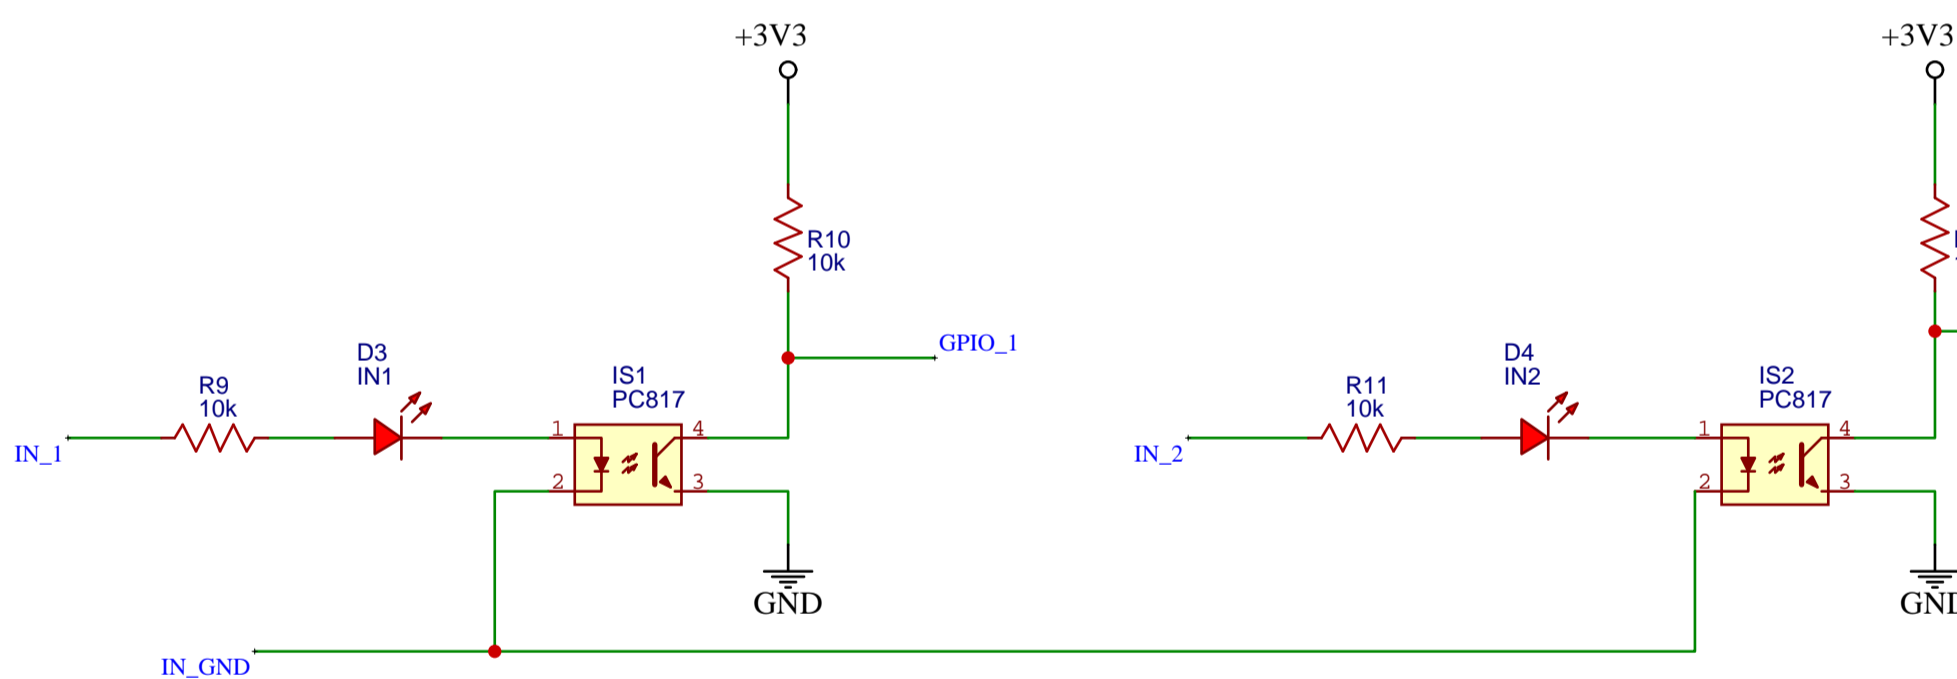 +3V3
+3V3
R10
10k
GPIO_1
D3
IN1
D4
IN2
IS1
PC817
IS2
PC817
R9
10k
R11
10k
IN_1
1
4
2
3
IN_2
1
4
2
3
GND
IN_GND